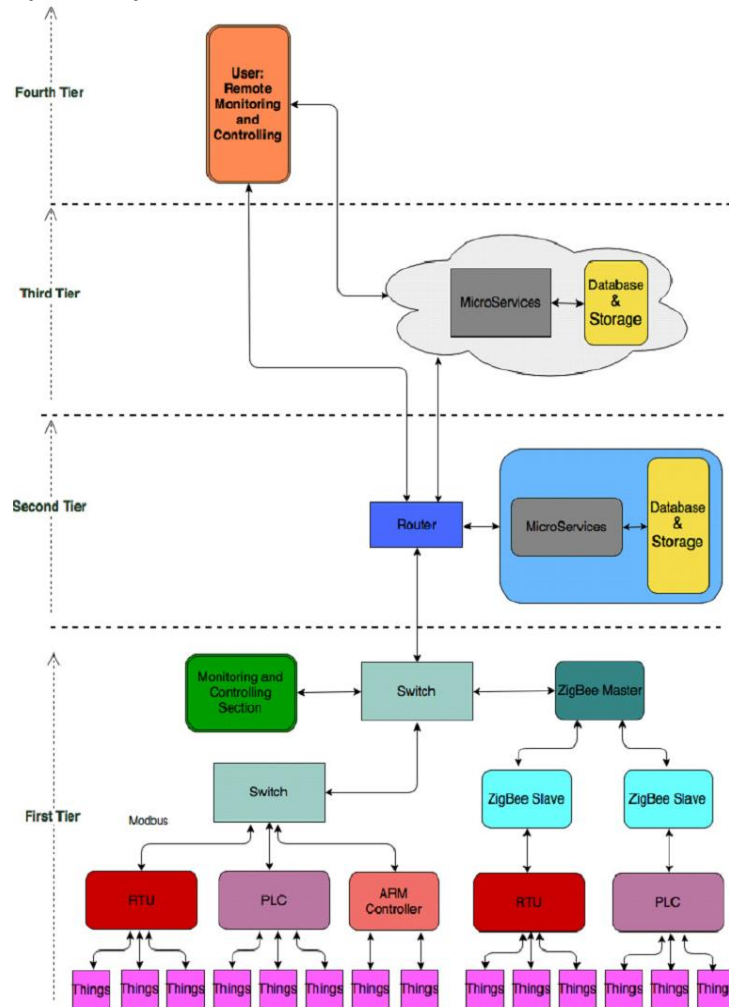 User:
Remote
Monitoring
and
Controlling
Fourth Tier
Third Tier
MicroServices
Database
&
Storage
Second Tier
Router
MicroServices
Database
&
Storage
Monitoring and
Controlling
Section
Switch
ZigBee Master
Switch
ZigBee Slave
ZigBee Slave
First Tier
Modbus
RTU
PLC
ARM
Controller
RTU
PLC
Things
Things
Things
Things
Things
Things
Things
Things
Things
Things
Things
Things
Things
Things